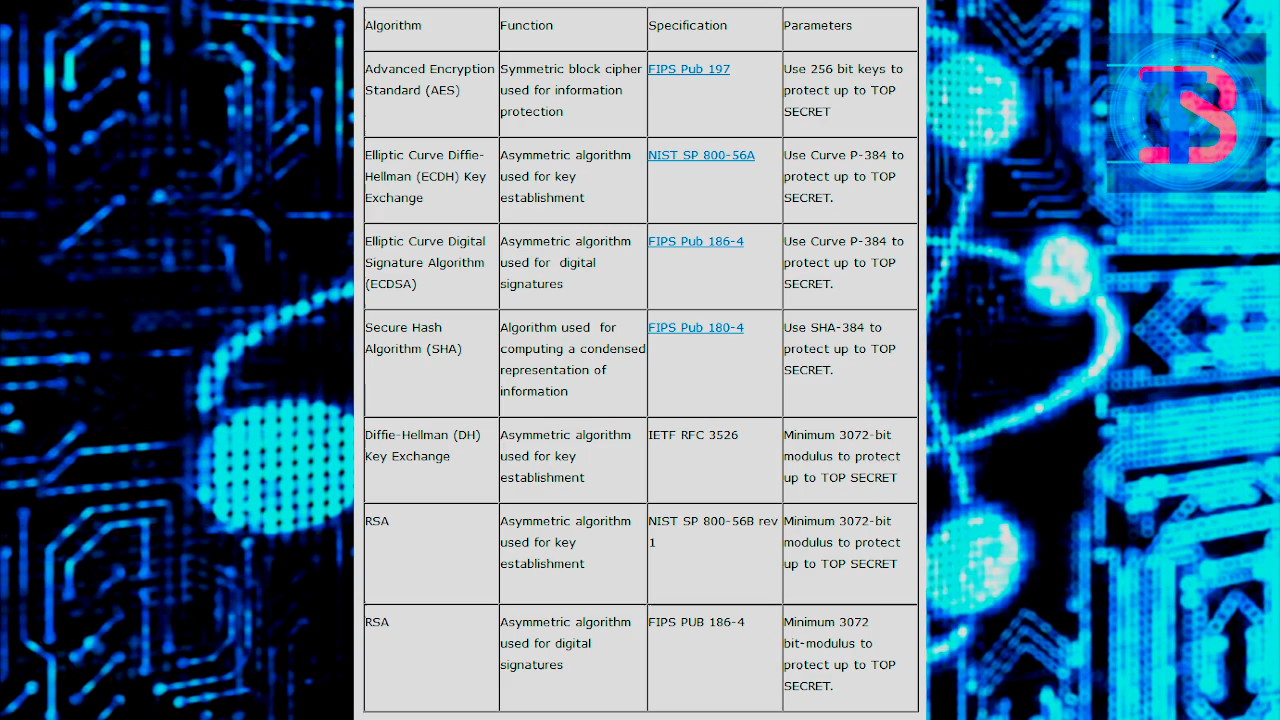 Algorithm Function Specification Parameters
Advanced Encryption Symmetric block cipher FIPS Pub 197 Use 256 bit keys to
Standard (AES) used for information protect up to TOP
protection SECRET
Elliptic Curve Diffie- Asymmetric algorithm NIST SP 800-56A Use Curve P-384 to
Hellman (ECDH) Key used for key protect up to TOP
Exchange establishment SECRET.
Elliptic Curve Digital Asymmetric algorithm FIPS Pub 186-4 Use Curve P-384 to
Signature Algorithm used for digital protect up to TOP
(ECDSA) signatures SECRET.
Secure Hash Algorithm used for FIPS Pub 180-4 Use SHA-384 to
Algorithm (SHA) computing a condensed protect up to TOP
representation of SECRET.
information
Diffie-Hellman (DH) Asymmetric algorithm IETF RFC 3526 Minimum 3072-bit
Key Exchange used for key modulus to protect
establishment up to TOP SECRET
RSA Asymmetric algorithm NIST SP 800-56B rev Minimum 3072-bit
used for key 1 modulus to protect
establishment up to TOP SECRET
RSA Asymmetric algorithm FIPS PUB 186-4 Minimum 3072
used for digital bit-modulus to
signatures protect up to TOP
SECRET.